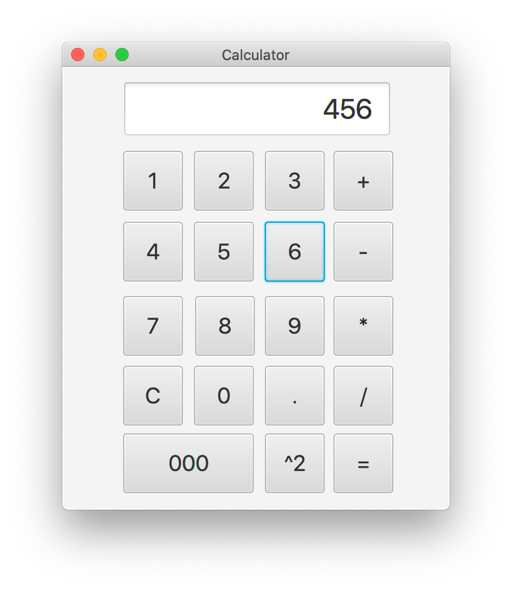 Calculator
456
1 2 3 +
4 5 6 -
7 8 9 *
C 0 . /
000 ^2 =